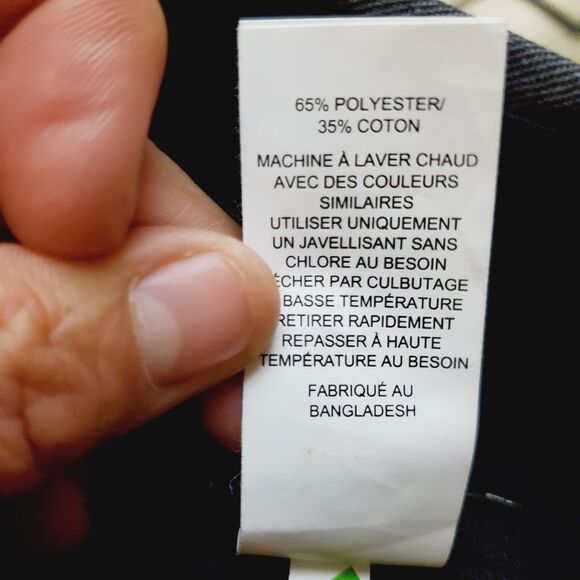 65% POLYESTER/
35% COTON
MACHINE À LAVER CHAUD
AVEC DES COULEURS
SIMILAIRES
UTILISER UNIQUEMENT
UN JAVELLISANT SANS
CHLORE AU BESOIN
ÉCHER PAR CULBUTAGE
BASSE TEMPÉRATURE
RETIRER RAPIDEMENT
REPASSER À HAUTE
TEMPÉRATURE AU BESOIN
FABRIQUÉ AU
BANGLADESH